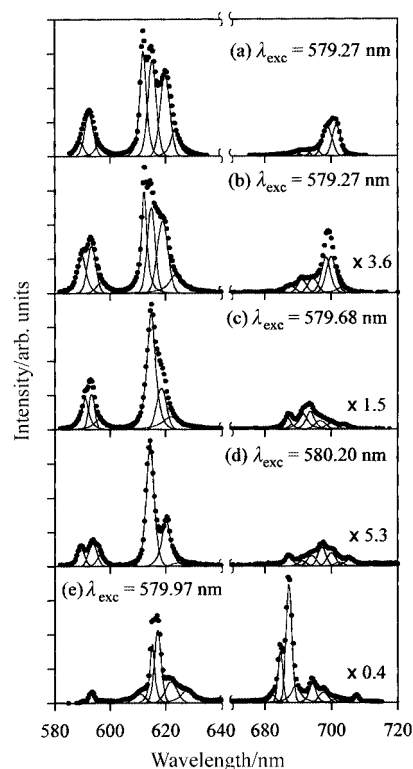 (a) λexc = 579.27 nm
(b) λexc = 579.27 nm
x 3.6
(c) λexc = 579.68 nm
x 1.5
(d) λexc = 580.20 nm
x 5.3
(e) λexc = 579.97 nm
x 0.4
Intensity/arb. units
580 600 620 640 680 700 720
Wavelength/nm